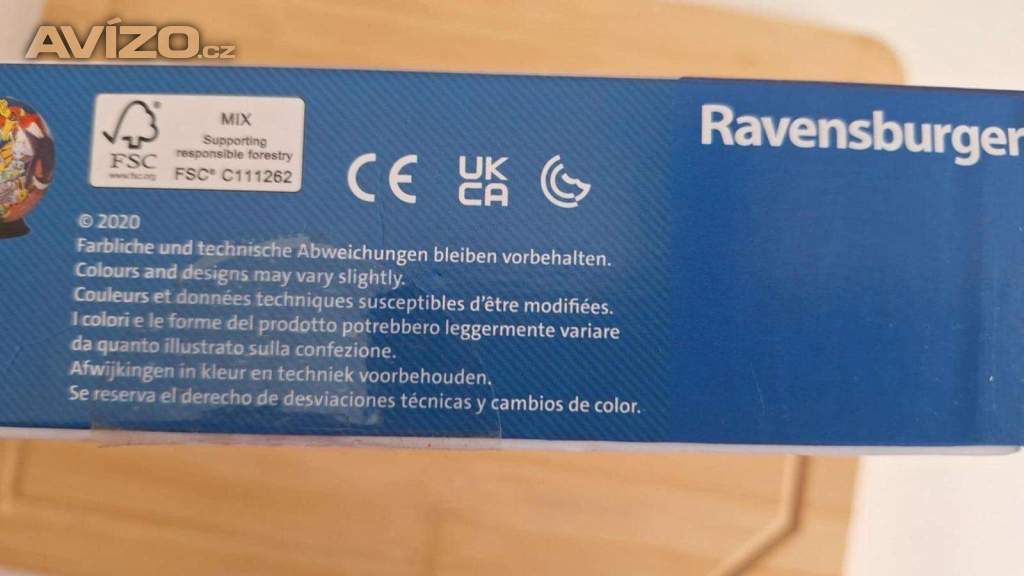 AVÍZO.cz
MIX
Supporting
responsible forestry
FSC® C111262
FSC
www.fsc.org
CE
UK
CA
Ravensburger
© 2020
Farbliche und technische Abweichungen bleiben vorbehalten.
Colours and designs may vary slightly.
Couleurs et données techniques susceptibles d'être modifiées.
I colori e le forme del prodotto potrebbero leggermente variare
da quanto illustrato sulla confezione.
Afwijkingen in kleur en techniek voorbehouden.
Se reserva el derecho de desviaciones técnicas y cambios de color.